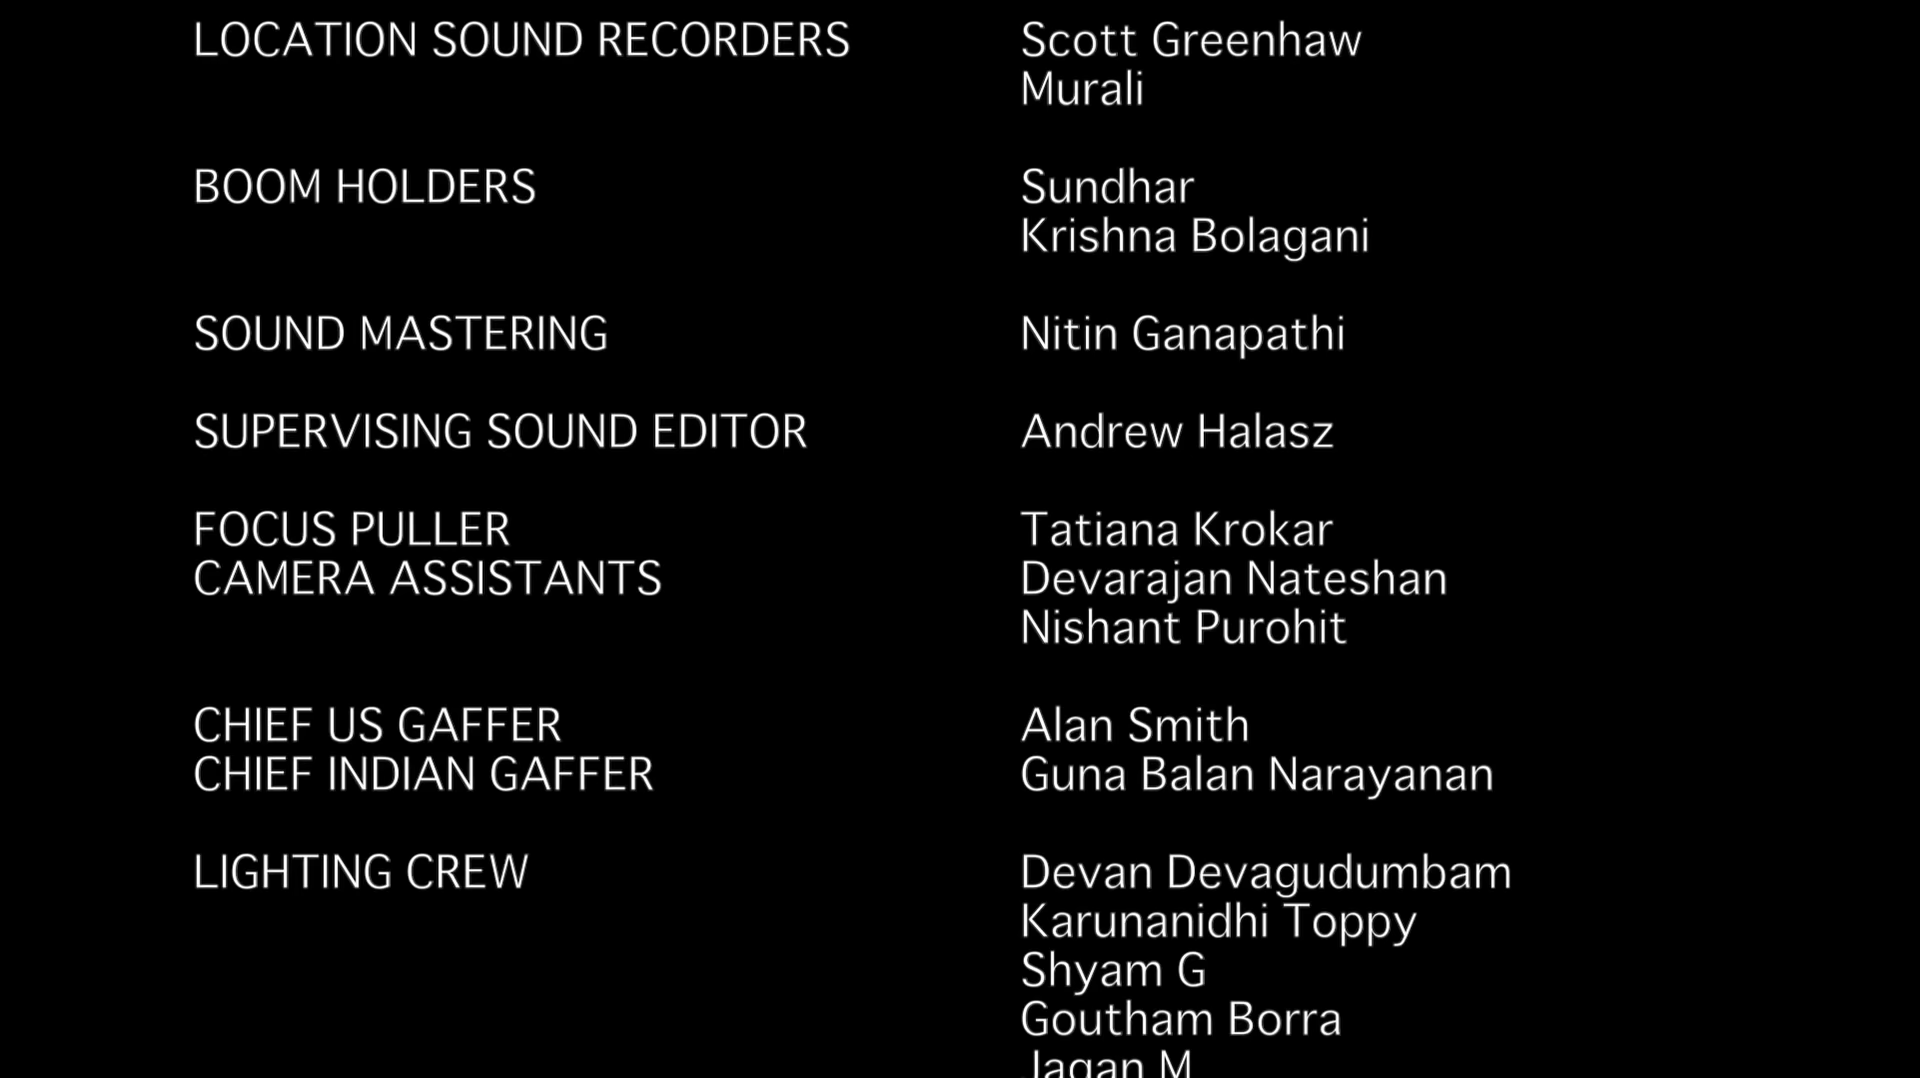 LOCATION SOUND RECORDERS Scott Greenhaw
Murali
BOOM HOLDERS Sundhar
Krishna Bolagani
SOUND MASTERING Nitin Ganapathi
SUPERVISING SOUND EDITOR Andrew Halasz
FOCUS PULLER Tatiana Krokar
CAMERA ASSISTANTS Devarajan Nateshan
Nishant Purohit
CHIEF US GAFFER Alan Smith
CHIEF INDIAN GAFFER Guna Balan Narayanan
LIGHTING CREW Devan Devagudumbam
Karunanidhi Toppy
Shyam G
Goutham Borra
Jagan M